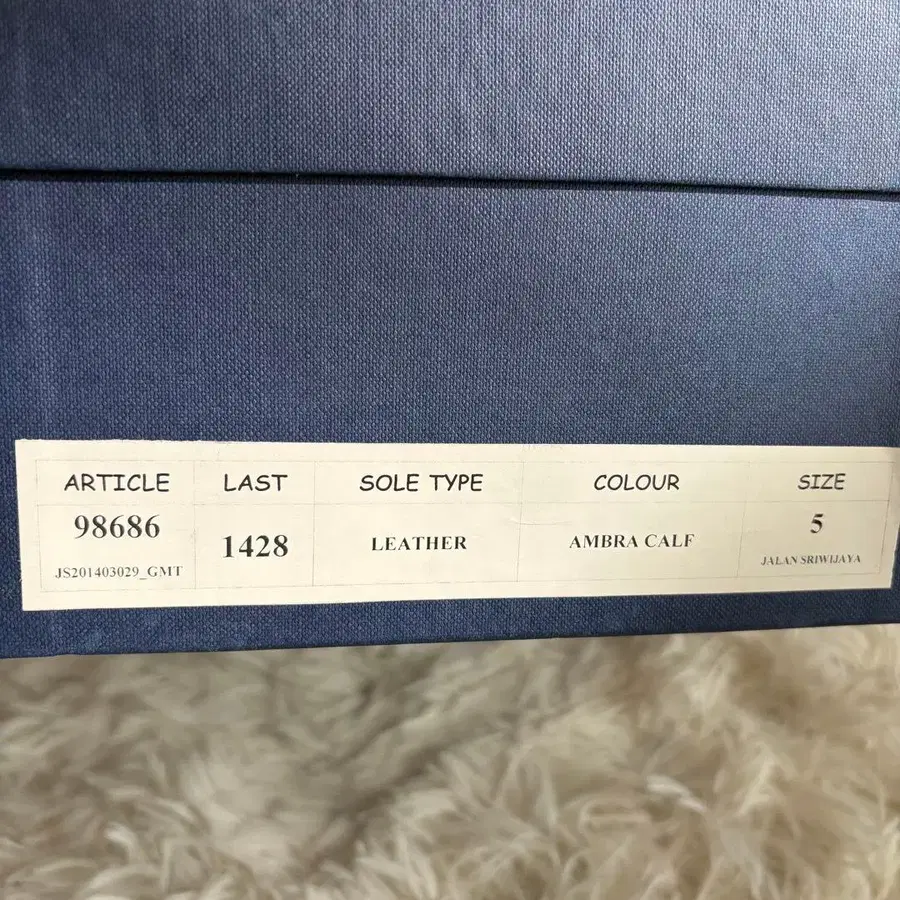 ARTICLE LAST SOLE TYPE COLOUR SIZE
98686 1428 LEATHER AMBRA CALF 5
JS201403029_GMT JALAN SRIWIJAYA